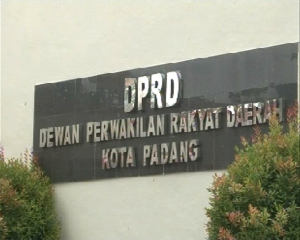 DPRD
DEWAN PERWAKILAN RAKYAT DAERAH
KOTA PADANG